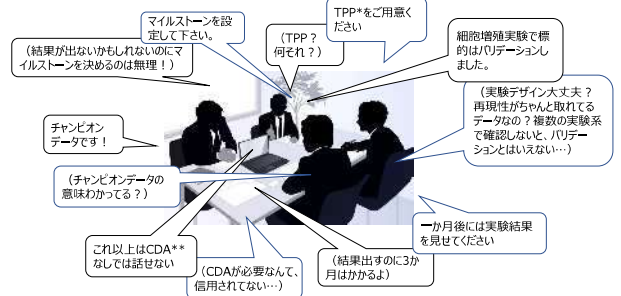 マイルストーンを設
定して下さい。
(TPP?
何それ?)
TPP*をご用意く
ださい
細胞増殖実験で標
的はバリデーションし
ました。
(結果が出ないかもしれないのにマ
イルストーンを決めるのは無理!)
(実験デザイン大丈夫?
再現性がちゃんと取れてる
データなの?複数の実験系
で確認しないと、バリデー
ションとはいえない…)
チャンピオン
データです!
(チャンピオンデータの
意味わかってる?)
一か月後には実験結果
を見せてください
これ以上はCDA**
なしでは話せない
(CDAが必要なんて、
信用されてない…)
(結果出すのに3か
月はかかるよ)